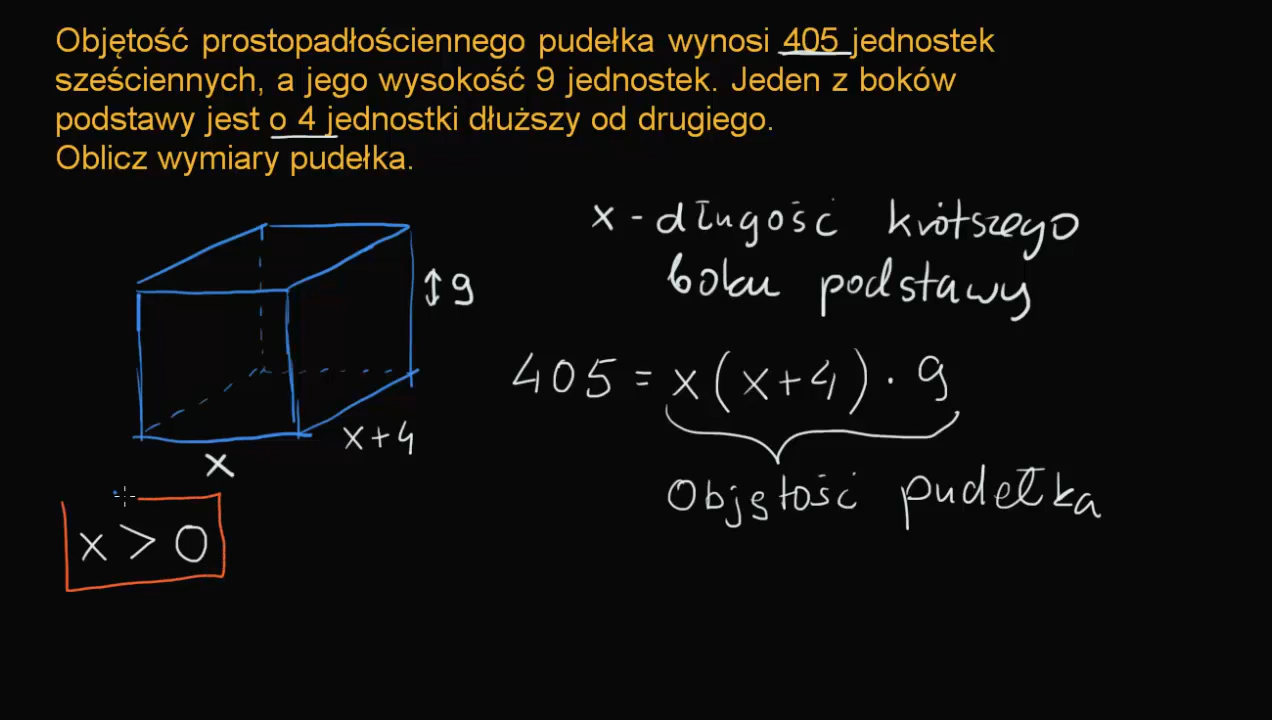 Objętość prostopadłościennego pudełka wynosi 405 jednostek
sześciennych, a jego wysokość 9 jednostek. Jeden z boków
podstawy jest o 4 jednostki dłuższy od drugiego.
Oblicz wymiary pudełka.
x - długość krótszego
boku podstawy
9
405 = x(x+4)·9
x+4
x
Objętość pudełka
x > 0